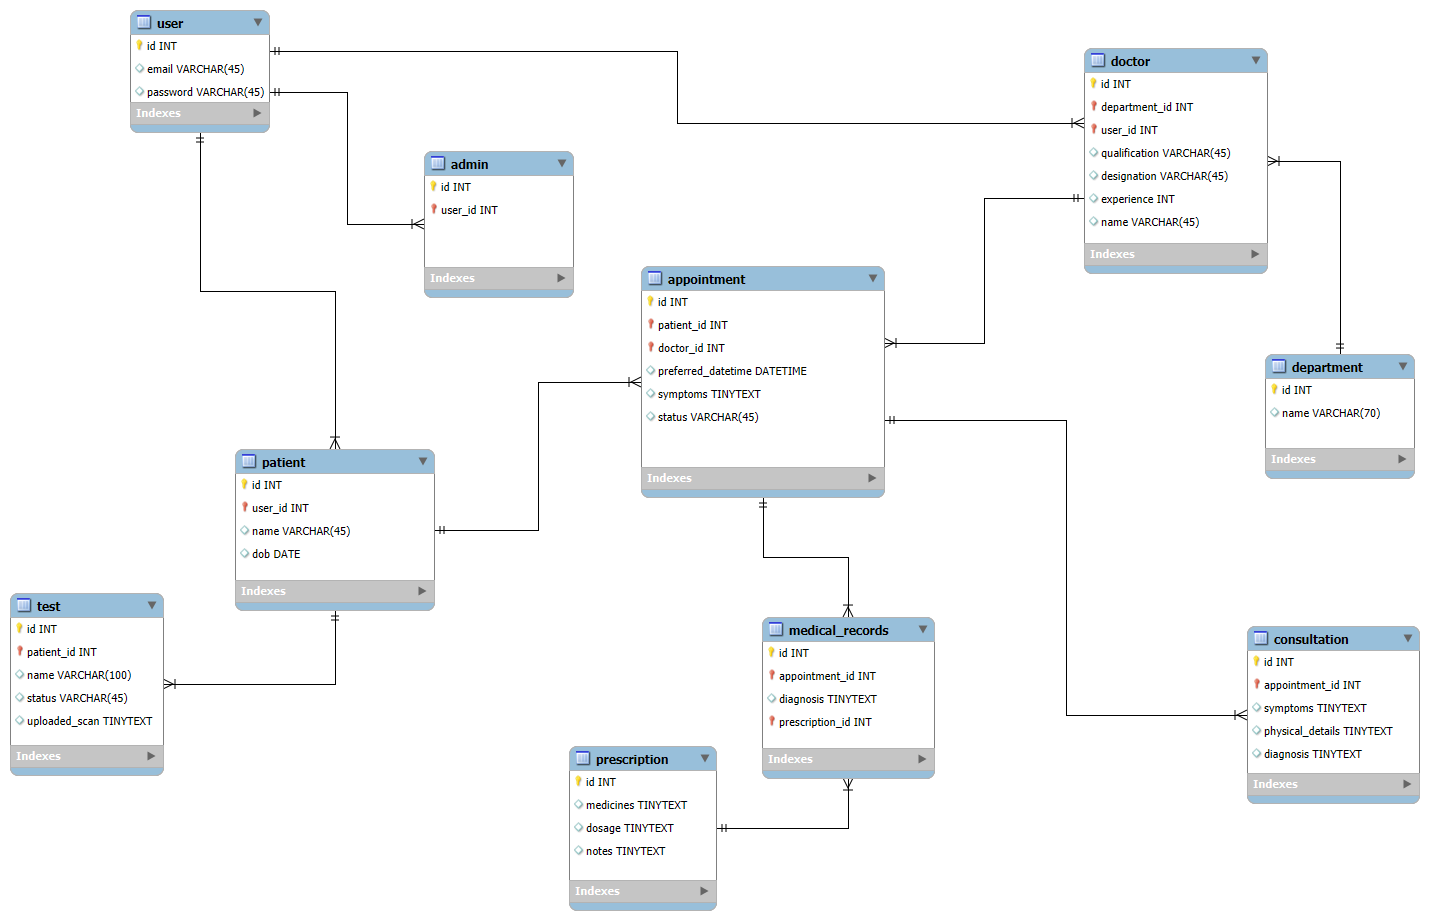 user
id INT
email VARCHAR(45)
password VARCHAR(45)
Indexes
doctor
id INT
department_id INT
user_id INT
qualification VARCHAR(45)
designation VARCHAR(45)
experience INT
name VARCHAR(45)
Indexes
admin
id INT
user_id INT
Indexes
appointment
id INT
patient_id INT
doctor_id INT
preferred_datetime DATETIME
symptoms TINYTEXT
status VARCHAR(45)
Indexes
department
id INT
name VARCHAR(70)
Indexes
patient
id INT
user_id INT
name VARCHAR(45)
dob DATE
Indexes
test
id INT
patient_id INT
name VARCHAR(100)
status VARCHAR(45)
uploaded_scan TINYTEXT
Indexes
medical_records
id INT
appointment_id INT
diagnosis TINYTEXT
prescription_id INT
Indexes
consultation
id INT
appointment_id INT
symptoms TINYTEXT
physical_details TINYTEXT
diagnosis TINYTEXT
Indexes
prescription
id INT
medicines TINYTEXT
dosage TINYTEXT
notes TINYTEXT
Indexes